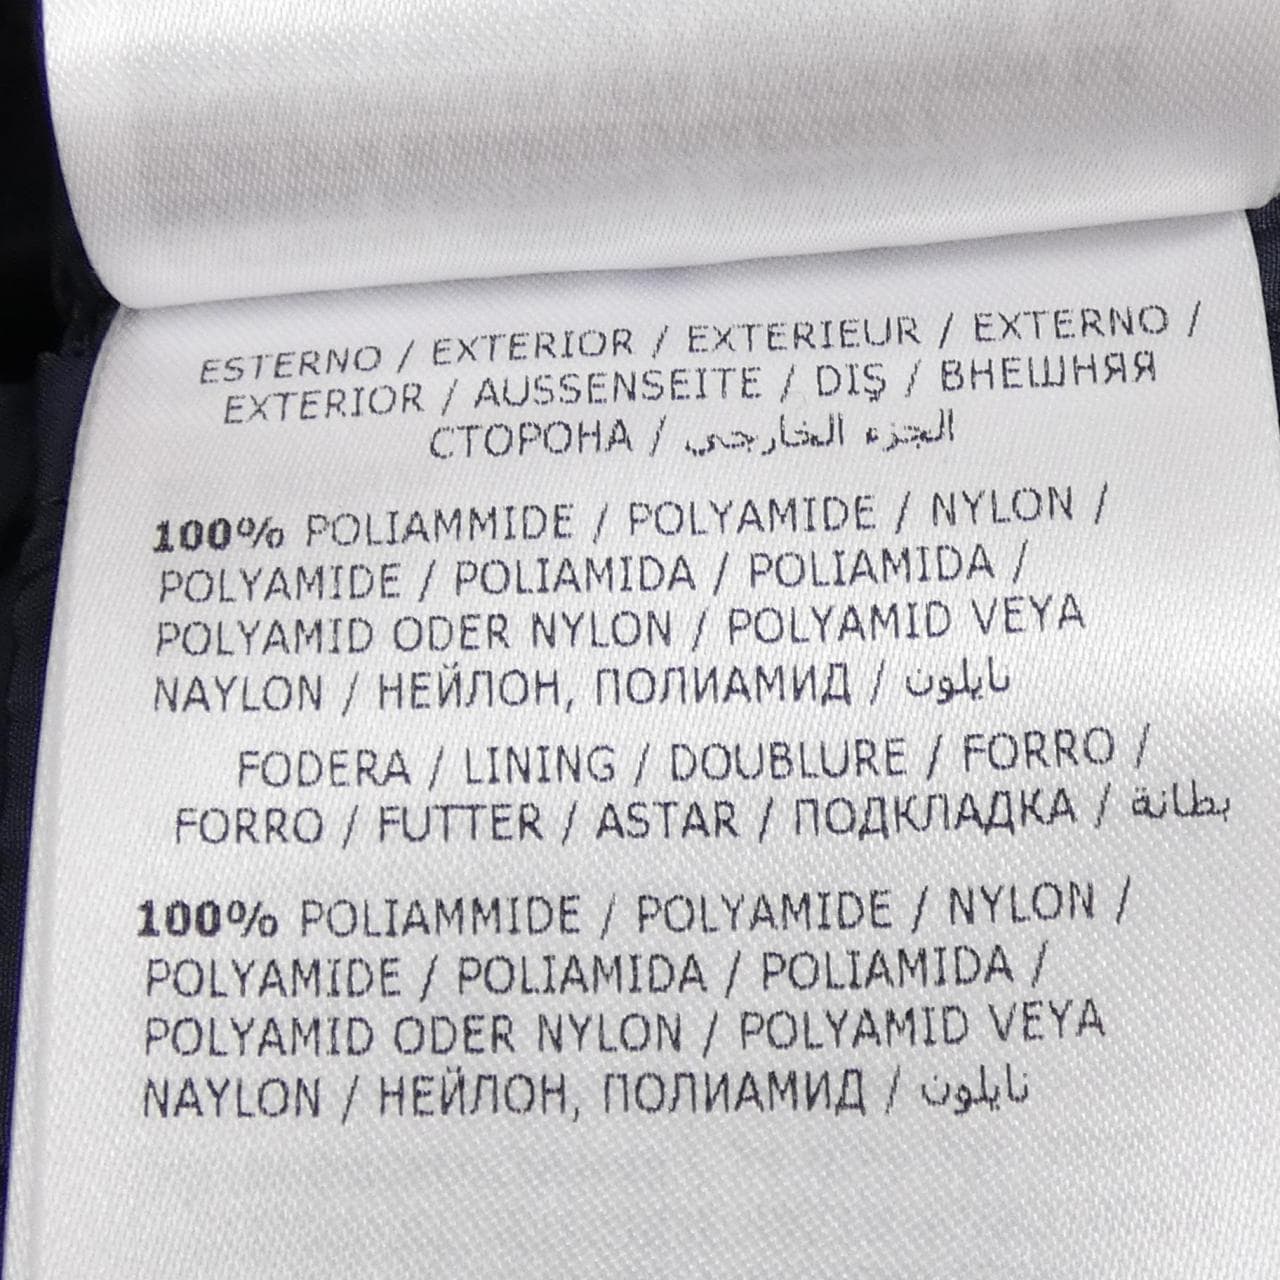 ESTERNO / EXTERIOR / EXTERIEUR / EXTERNO /
EXTERIOR / AUSSENSEITE / DIŞ / ВНЕШНЯЯ
СТОРОНА / الجزء الخارجي
100% POLIAMMIDE / POLYAMIDE / NYLON /
POLYAMIDE / POLIAMIDA / POLIAMIDA /
POLYAMID ODER NYLON / POLYAMID VEYA
NAYLON / НЕЙЛОН, ПОЛИАМИД / نايلون
FODERA / LINING / DOUBLURE / FORRO /
FORRO / FUTTER / ASTAR / ПОДКЛАДКА / بطانة
100% POLIAMMIDE / POLYAMIDE / NYLON /
POLYAMIDE / POLIAMIDA / POLIAMIDA /
POLYAMID ODER NYLON / POLYAMID VEYA
NAYLON / НЕЙЛОН, ПОЛИАМИД / نايلون